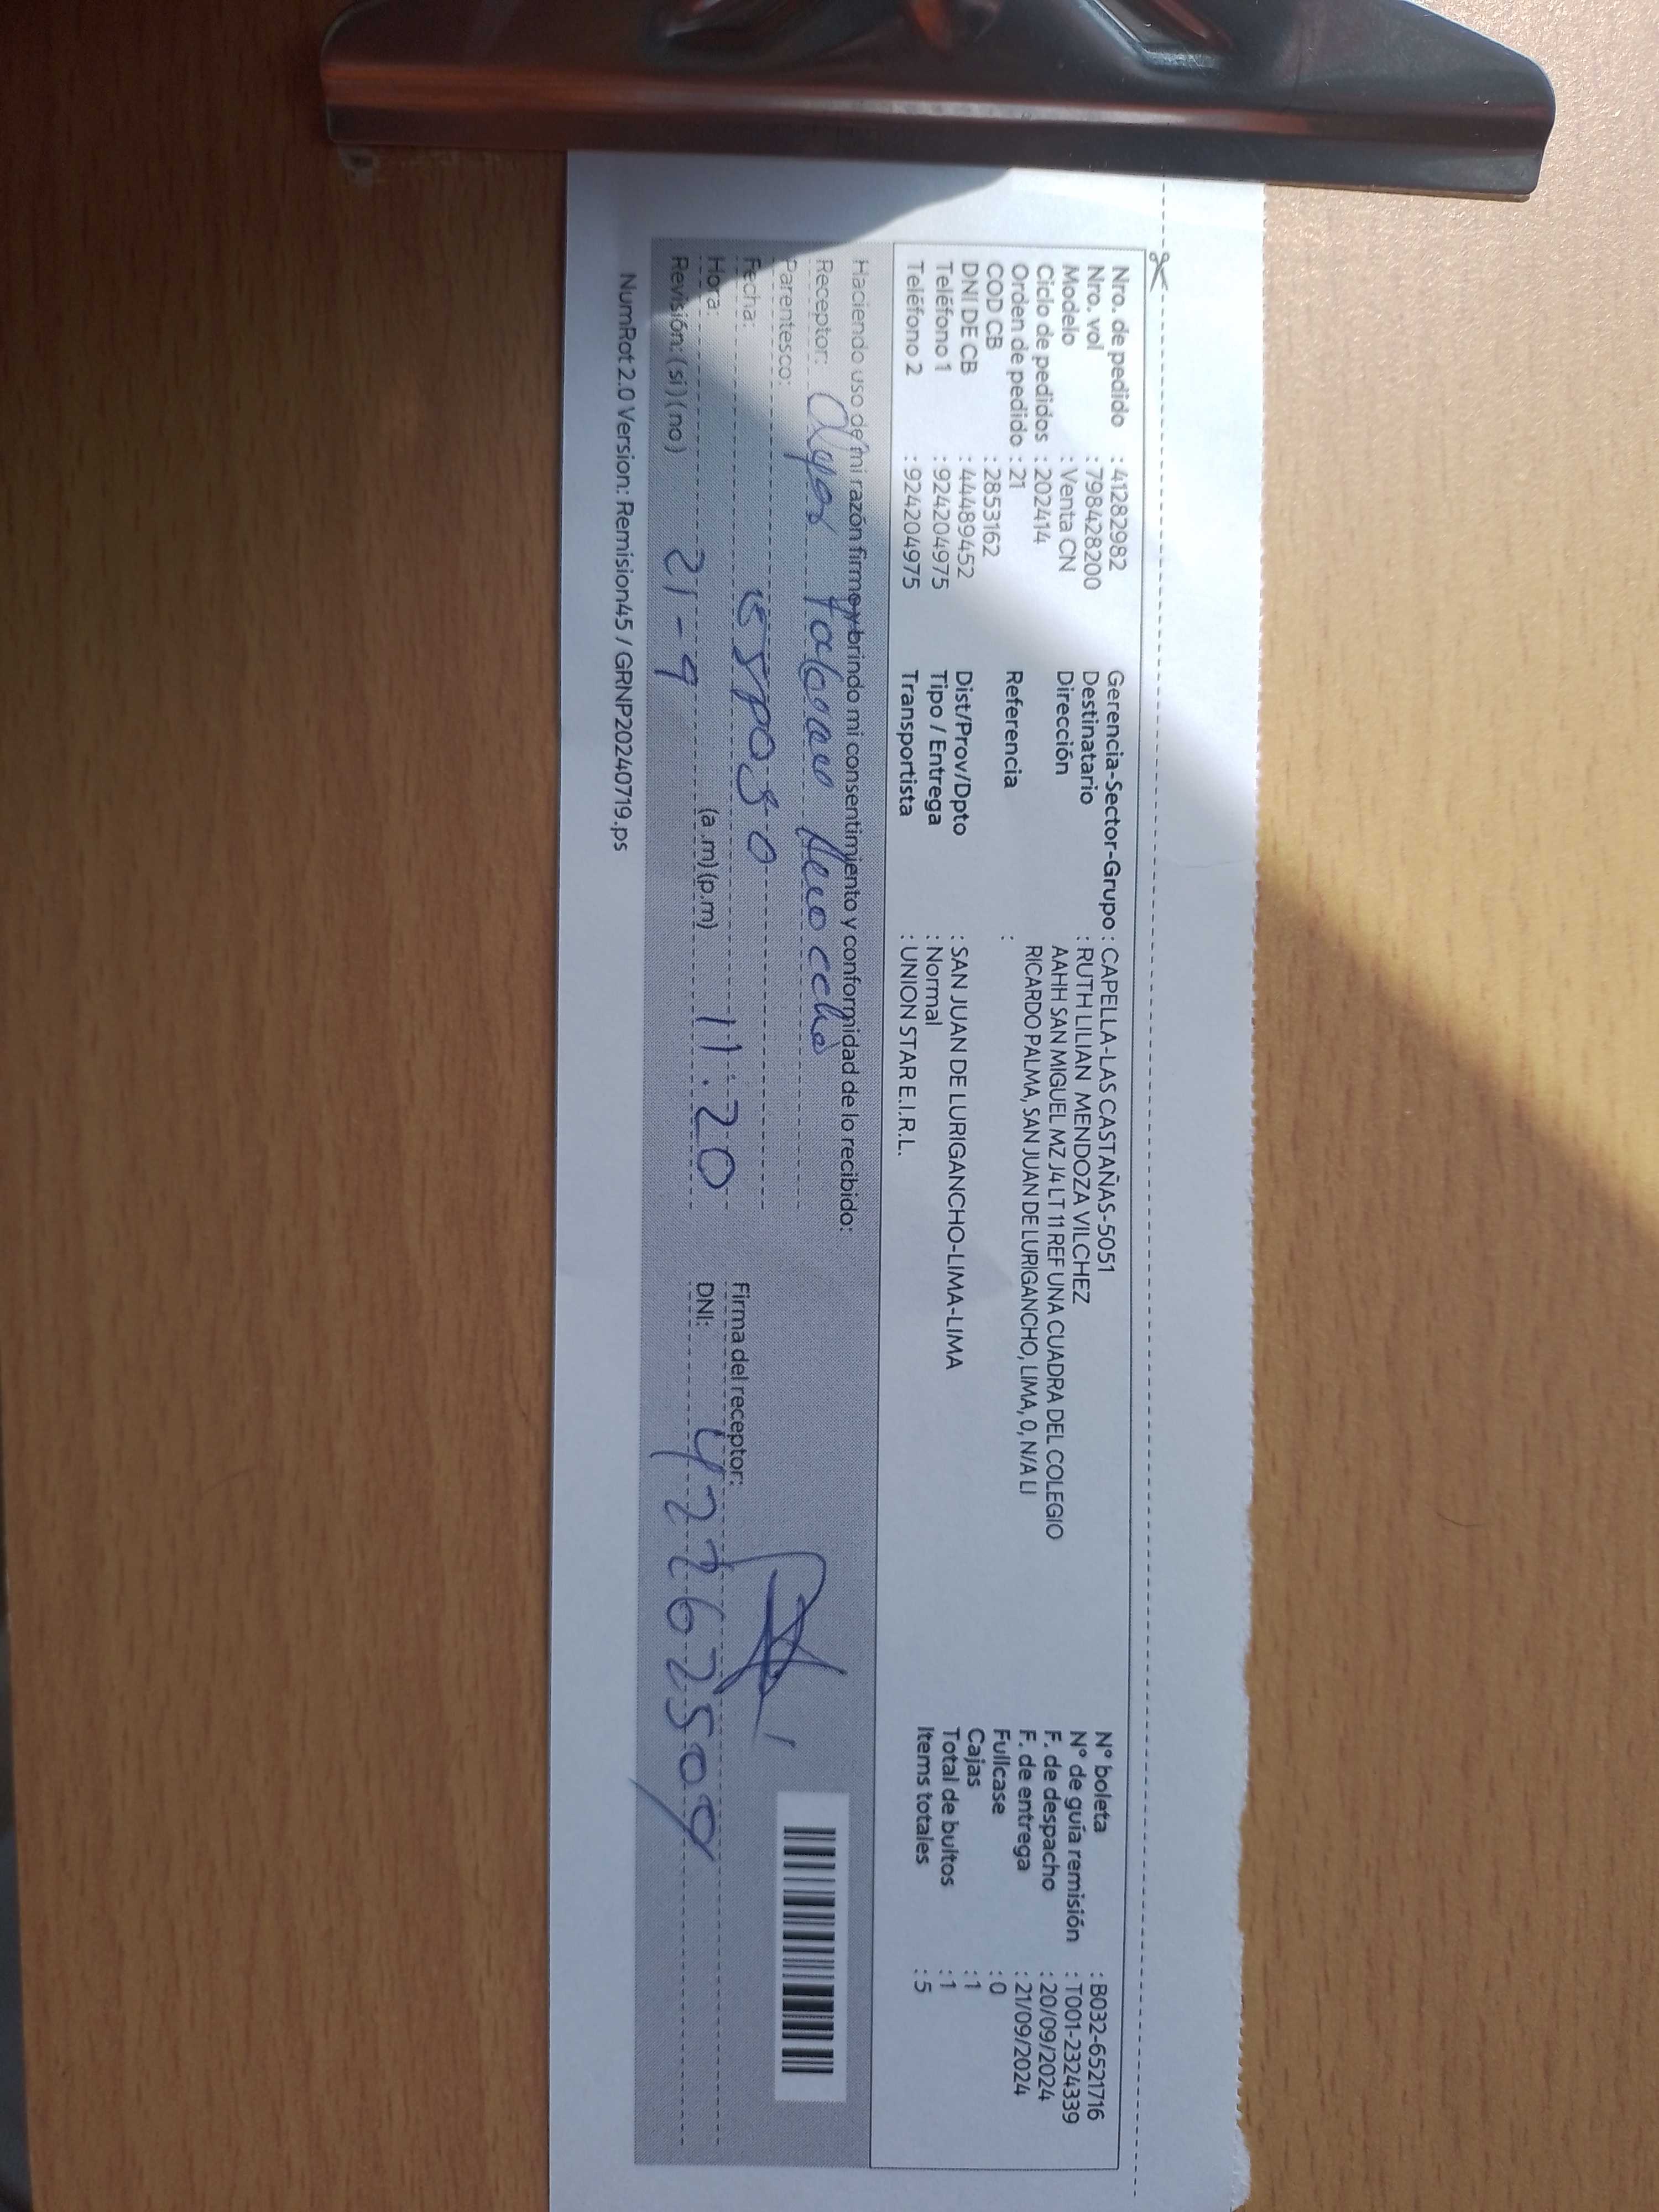 Nro. de pedido : 41282982
Nro. vol : 798428200
Modelo : Venta CN
Ciclo de pedidos : 202414
Orden de pedido : 21
COD CB : 2853162
DNI DE CB : 44489452
Teléfomo 1 : 924204975
Teléfono 2 : 924204975
Gerencia-Sector-Grupo : CAPELLA-LAS CASTAÑAS-5051
Destinatario : RUTH LILIAN MENDOZA VILCHEZ
Dirección AAHH SAN MIGUEL MZ J4 LT 11 REF UNA CUADRA DEL COLEGIO
RICARDO PALMA, SAN JUAN DE LURIGANCHO, LIMA, 0, N/A LI
Referencia :
Dist/Prov/Dpto : SAN JUAN DE LURIGANCHO-LIMA-LIMA
Tipo / Entrega : Normal
Transportista : UNION STAR E.I.R.L.
N° boleta : B032-6521716
N° de guía remisión : T001-2324339
F. de despacho : 20/09/2024
F. de entrega : 21/09/2024
Fullcase : 0
Cajas : 1
Total de bultos : 1
Items totales : 5
Haciendo uso de mi razón firmo y brindo mi consentimiento y conformidad de lo recibido:
Receptor:
Parentesco: esposo
Fecha: 21-9
Hora: (a.m) (p.m) 11:20
Revisión: ( si ) ( no )
Firma del receptor:
DNI: 42262509
NumRot 2.0 Version: Remision45 / GRNP20240719.ps